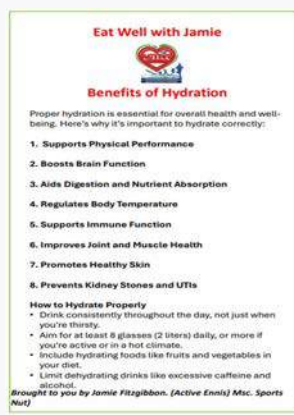 Eat Well with Jamie
Benefits of Hydration
Proper hydration is essential for overall health and well-
being. Here's why it's important to hydrate correctly:
1. Supports Physical Performance
2. Boosts Brain Function
3. Aids Digestion and Nutrient Absorption
4. Regulates Body Temperature
5. Supports Immune Function
6. Improves Joint and Muscle Health
7. Promotes Healthy Skin
8. Prevents Kidney Stones and UTIs
How to Hydrate Properly
• Drink consistently throughout the day, not just when
you're thirsty.
• Aim for at least 8 glasses (2 liters) daily, or more if
you're active or in a hot climate.
• Include hydrating foods like fruits and vegetables in
your diet.
• Limit dehydrating drinks like excessive caffeine and
alcohol.
Brought to you by Jamie Fitzgibbon. (Active Ennis) Msc. Sports
Nut)